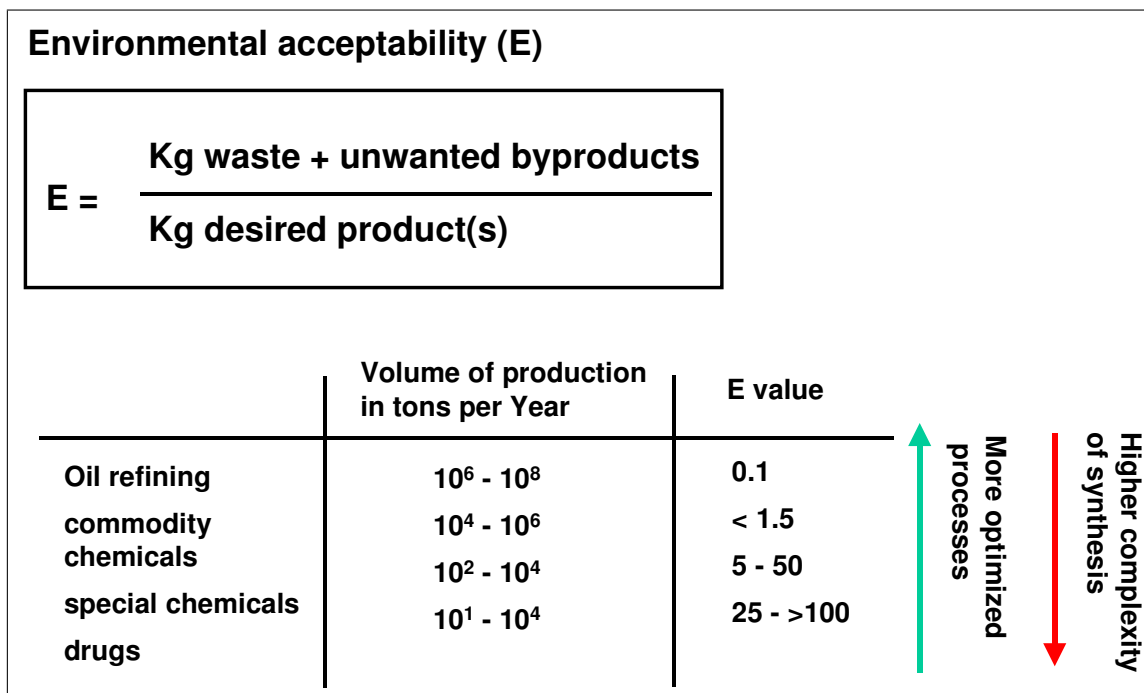 Environmental acceptability (E)
E =
Kg waste + unwanted byproducts
Kg desired product(s)
Volume of production
in tons per Year
E value
Oil refining
10⁶ - 10⁸
0.1
commodity
chemicals
10⁴ - 10⁶
< 1.5
special chemicals
10² - 10⁴
5 - 50
drugs
10¹ - 10⁴
25 - >100
More optimized
processes
Higher complexity
of synthesis